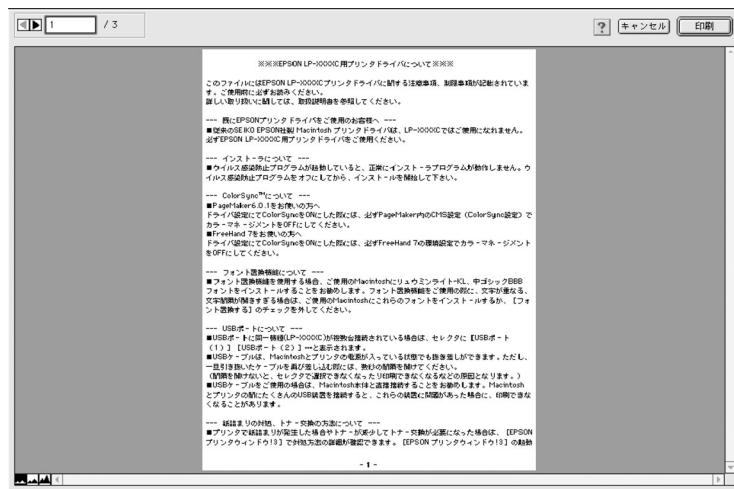 1 / 3
? キャンセル 印刷
※※※EPSON LP-XXXXC用プリンタドライバについて※※※
このファイルにはEPSON LP-XXXXCプリンタドライバに関する注意事項、制限事項が記載されていま
す。ご使用前に必ずお読みください。
詳しい取り扱いに関しては、取扱説明書を参照してください。
--- 既にEPSONプリンタドライバをご使用のお客様へ ---
■従来のSEIKO EPSON社製 Macintosh プリンタドライバは、LP-XXXXCではご使用になれません。
必ずEPSON LP-XXXXC用プリンタドライバをご使用ください。
--- インストーラについて ---
■ウイルス感染防止プログラムが起動していると、正常にインストーラプログラムが動作しません。ウ
イルス感染防止プログラムをオフにしてから、インストールを開始して下さい。
--- ColorSync™について ---
■PageMaker6.0.1をお使いの方へ
ドライバ設定にてColorSyncをONにした際には、必ずPageMaker内のCMS設定（ColorSync設定）で
カラーマネージメントをOFFにしてください。
■FreeHand 7をお使いの方へ
ドライバ設定にてColorSyncをONにした際には、必ずFreeHand 7の環境設定でカラーマネージメント
をOFFにしてください。
--- フォント置換機能について ---
■フォント置換機能を使用する場合、ご使用のMacintoshにリュウミンライト-KL、中ゴシックBBB
フォントをインストールすることをお勧めします。フォント置換機能をご使用の際に、文字が重なる、
文字間隔が開きすぎる場合は、ご使用のMacintoshにこれらのフォントをインストールするか、［フォ
ント置換する］のチェックを外してください。
--- USBポートについて ---
■USBポートに同一機種(LP-XXXXC)が複数台接続されている場合は、セレクタに【USBポート
（１）】【USBポート（２）】…と表示されます。
■USBケーブルは、Macintoshとプリンタの電源が入っている状態でも抜き差しができます。ただし、
一旦引き抜いたケーブルを再び差し込む際には、数秒の間隔を開けてください。
（間隔を開けないと、セレクタで選択できなくなったり印刷できなくなるなどの原因となります。）
■USBケーブルをご使用の場合は、Macintosh本体と直接接続することをお勧めします。Macintosh
とプリンタの間にたくさんのUSB装置を接続すると、これらの装置に問題があった場合に、印刷できな
くなることがあります。
--- 紙詰まりの対処、トナー交換の方法について ---
■プリンタで紙詰まりが発生した場合やトナーが減少してトナー交換が必要になった場合は、［EPSON
プリンタウィンドウ!3］で対処方法の詳細が確認できます。［EPSON プリンタウィンドウ!3］の起動
- 1 -